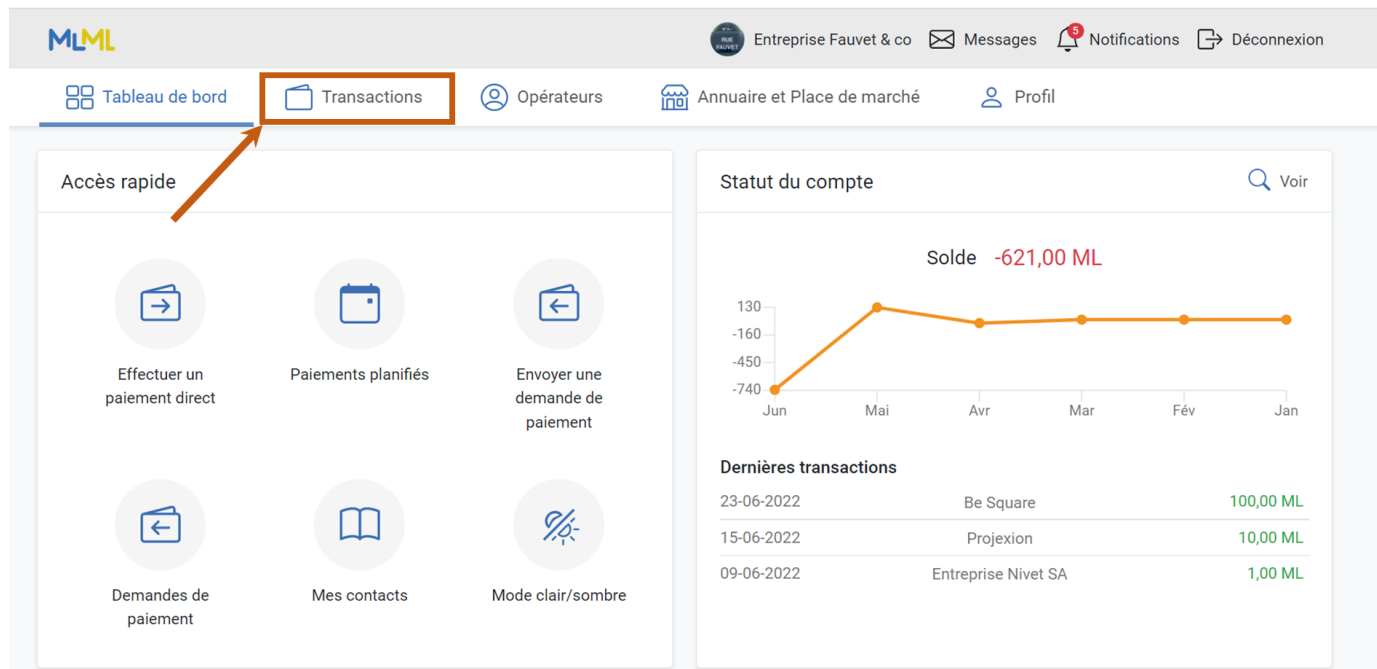 MLML
RUE
FAUVET
Entreprise Fauvet & co
Messages
5
Notifications
Déconnexion
Tableau de bord
Transactions
Opérateurs
Annuaire et Place de marché
Profil
Accès rapide
Effectuer un
paiement direct
Paiements planifiés
Envoyer une
demande de
paiement
Demandes de
paiement
Mes contacts
Mode clair/sombre
Statut du compte
Voir
Solde -621,00 ML
130
-160
-450
-740
Jun Mai Avr Mar Fév Jan
Dernières transactions
23-06-2022 Be Square 100,00 ML
15-06-2022 Projexion 10,00 ML
09-06-2022 Entreprise Nivet SA 1,00 ML